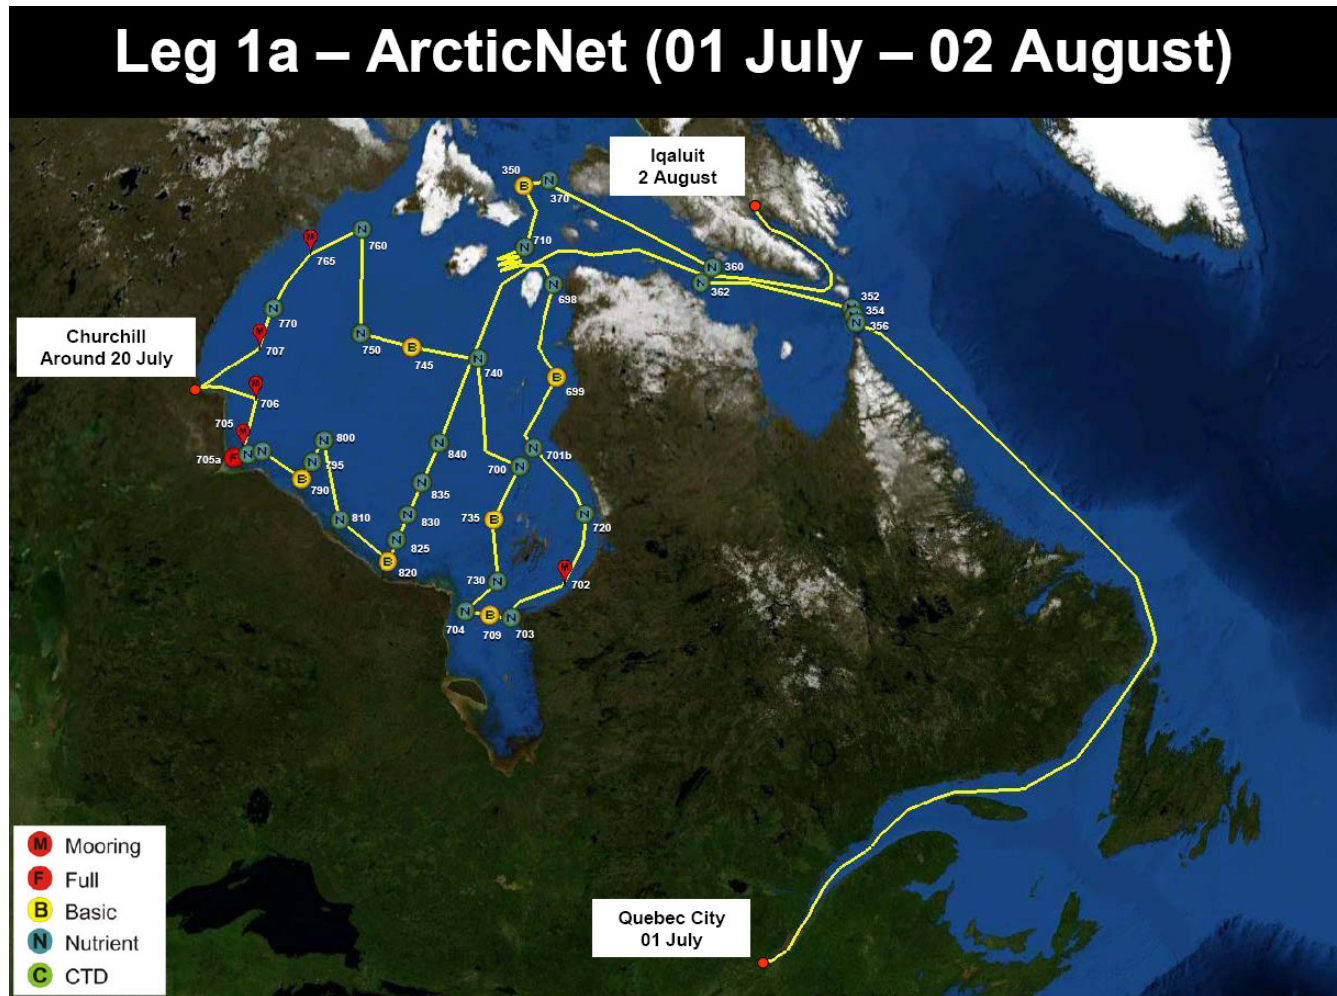 Leg 1a – ArcticNet (01 July – 02 August)
Iqaluit
2 August
350
B
N
370
M
765
N
760
N
710
N
360
N
362
N
698
352
354
N
356
N
770
M
707
Churchill
Around 20 July
N
750
B
745
N
740
B
699
M
706
705
M
705a
F
N
N
N
800
N
795
B
790
N
840
700
N
N
701b
N
835
N
810
N
830
735
B
N
720
N
825
B
820
730
N
M
702
N
704
B
709
N
703
M Mooring
F Full
B Basic
N Nutrient
C CTD
Quebec City
01 July